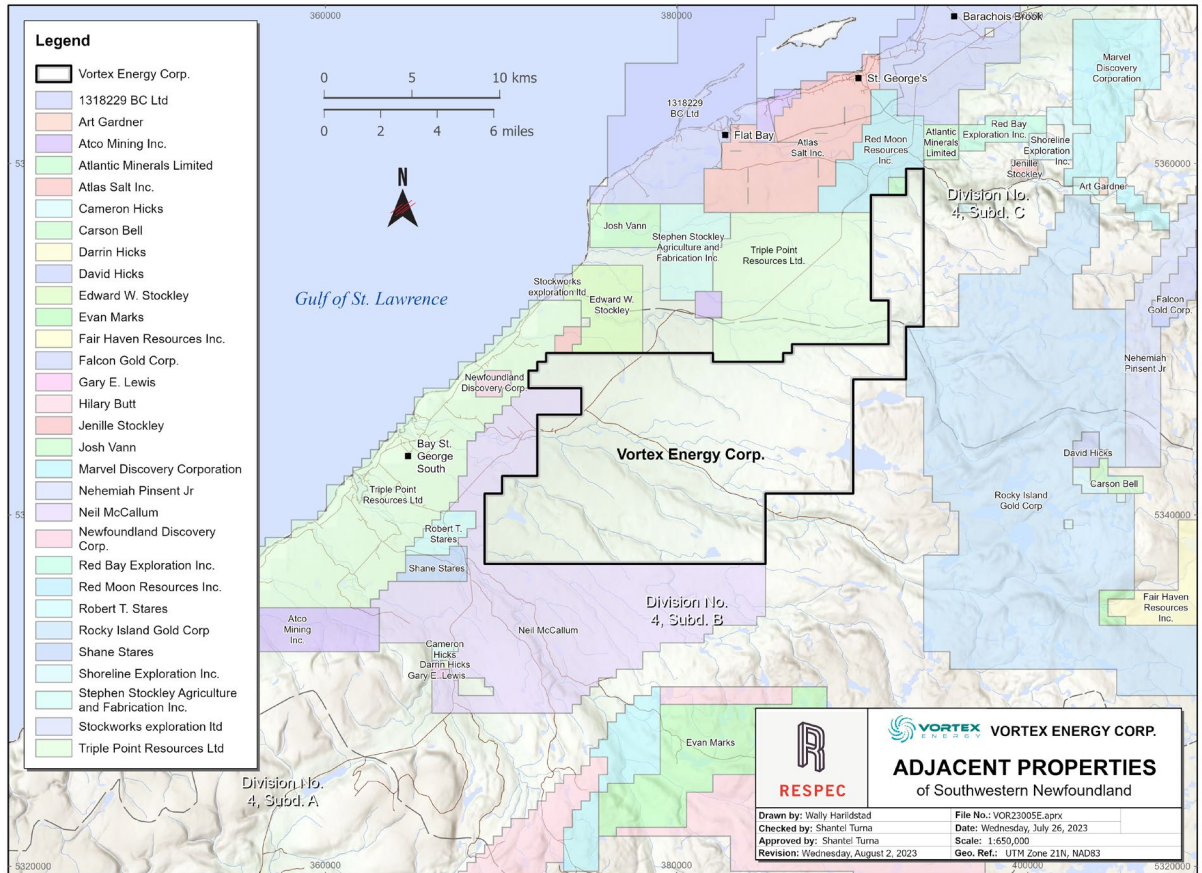 Legend
Vortex Energy Corp.
1318229 BC Ltd
Art Gardner
Atco Mining Inc.
Atlantic Minerals Limited
Atlas Salt Inc.
Cameron Hicks
Carson Bell
Darrin Hicks
David Hicks
Edward W. Stockley
Evan Marks
Fair Haven Resources Inc.
Falcon Gold Corp.
Gary E. Lewis
Hilary Butt
Jenille Stockley
Josh Vann
Marvel Discovery Corporation
Nehemiah Pinsent Jr
Neil McCallum
Newfoundland Discovery
Corp.
Red Bay Exploration Inc.
Red Moon Resources Inc.
Robert T. Stares
Rocky Island Gold Corp
Shane Stares
Shoreline Exploration Inc.
Stephen Stockley Agriculture
and Fabrication Inc.
Stockworks exploration ltd
Triple Point Resources Ltd
360000
380000
0 5 10 kms
0 2 4 6 miles
N
Gulf of St. Lawrence
Barachois Brook
St. George's
1318229
BC Ltd
Flat Bay
Atlas
Salt Inc.
Red Moon
Resources
Inc.
Atlantic
Minerals
Limited
Red Bay
Exploration Inc.
Marvel
Discovery
Corporation
Shoreline
Exploration
Inc.
Jenille
Stockley
Art Gardner
5360000
Division No.
4, Subd. C
Josh Vann
Stephen Stockley
Agriculture and
Fabrication Inc.
Triple Point
Resources Ltd.
Stockworks
exploration ltd
Edward W.
Stockley
Falcon
Gold Corp.
Nehemiah
Pinsent Jr
Newfoundland
Discovery Corp
Vortex Energy Corp.
Bay St.
George
South
Triple Point
Resources Ltd
David Hicks
Carson Bell
Rocky Island
Gold Corp
5340000
Robert T.
Stares
Shane Stares
Atco
Mining
Inc.
Division No.
4, Subd. B
Neil McCallum
Cameron
Hicks
Darrin Hicks
Gary E. Lewis
Fair Haven
Resources
Inc.
Evan Marks
Division No.
4, Subd. A
5320000
360000
380000
400000
5320000
RESPEC
VORTEX
ENERGY
VORTEX ENERGY CORP.
ADJACENT PROPERTIES
of Southwestern Newfoundland
Drawn by: Wally Harildstad
File No.: VOR23005E.aprx
Checked by: Shantel Turna
Date: Wednesday, July 26, 2023
Approved by: Shantel Turna
Scale: 1:650,000
Revision: Wednesday, August 2, 2023
Geo. Ref.: UTM Zone 21N, NAD83